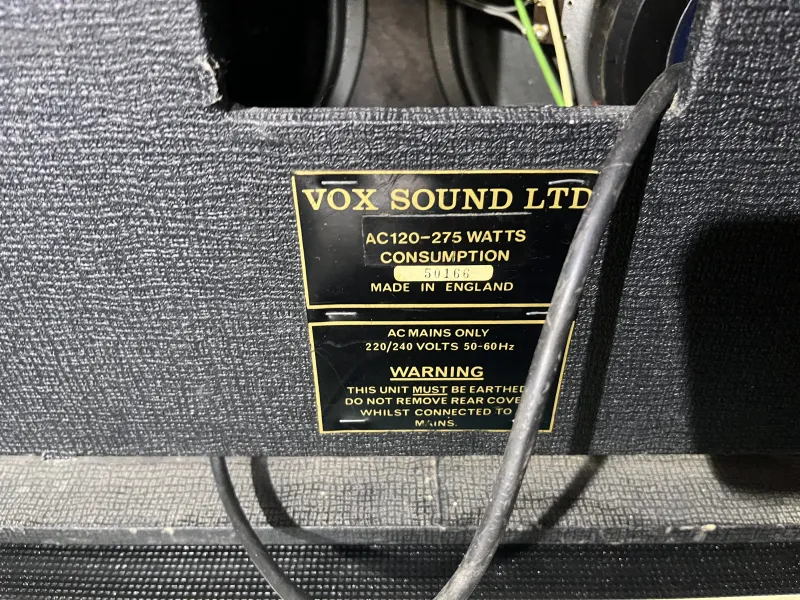 VOX SOUND LTD
AC120-275 WATTS
CONSUMPTION
50166
MADE IN ENGLAND
AC MAINS ONLY
220/240 VOLTS 50-60Hz
WARNING
THIS UNIT MUST BE EARTHED
DO NOT REMOVE REAR COVE
WHILST CONNECTED TO
MAINS.